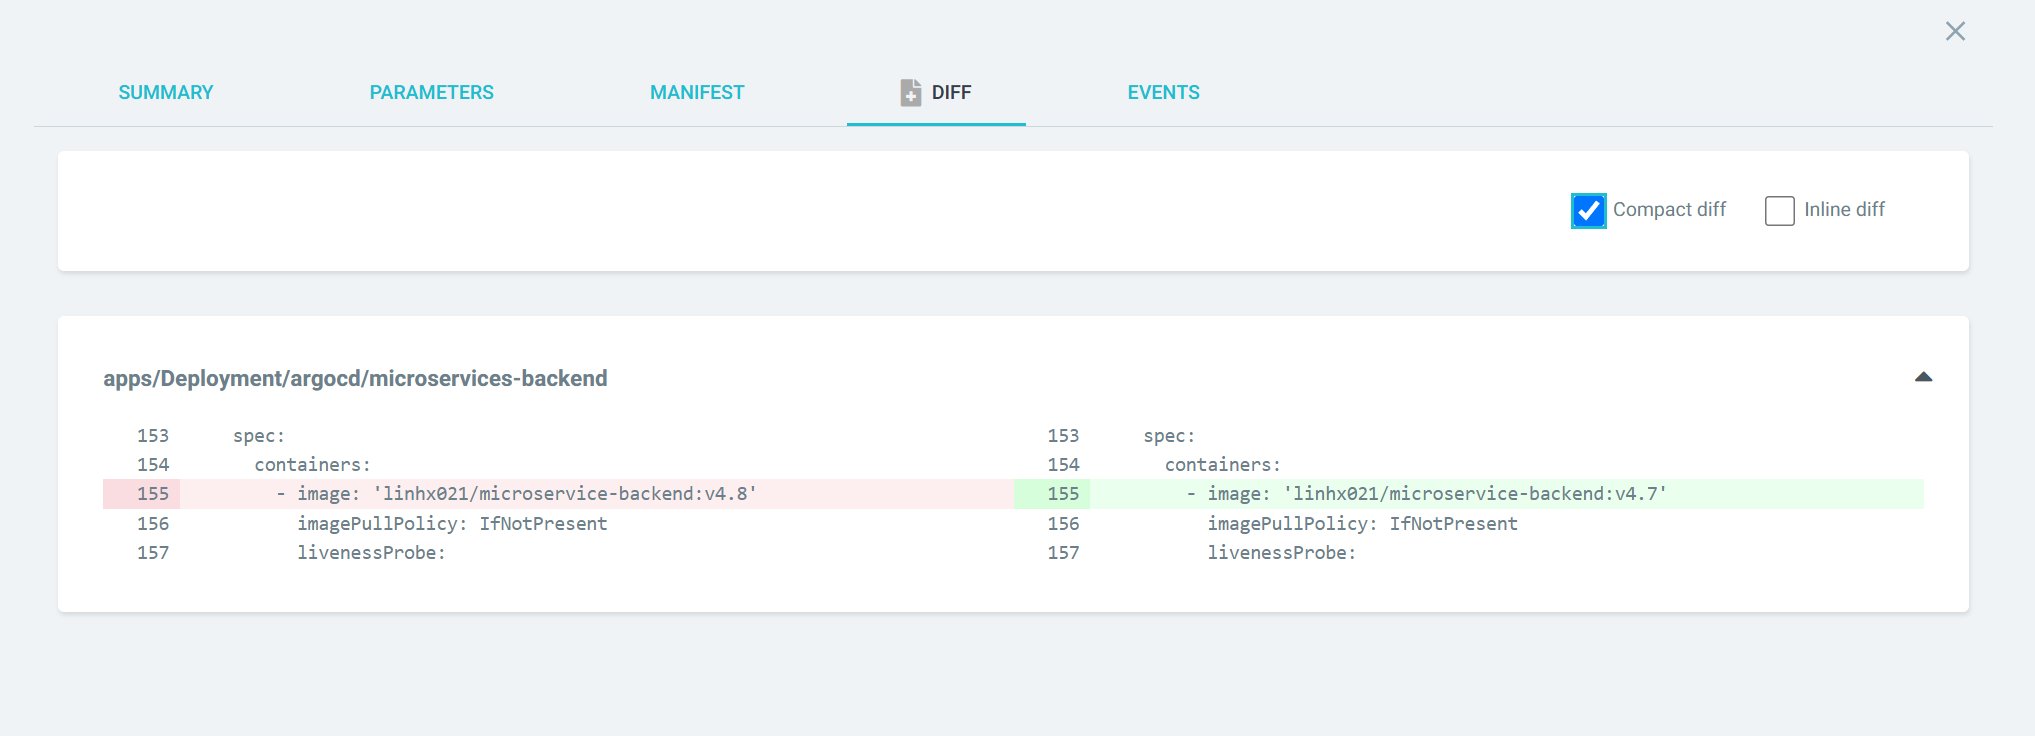 SUMMARY PARAMETERS MANIFEST DIFF EVENTS
Compact diff Inline diff
apps/Deployment/argocd/microservices-backend
153 spec: 153 spec:
154 containers: 154 containers:
155 - image: 'linhx021/microservice-backend:v4.8' 155 - image: 'linhx021/microservice-backend:v4.7'
156 imagePullPolicy: IfNotPresent 156 imagePullPolicy: IfNotPresent
157 livenessProbe: 157 livenessProbe: